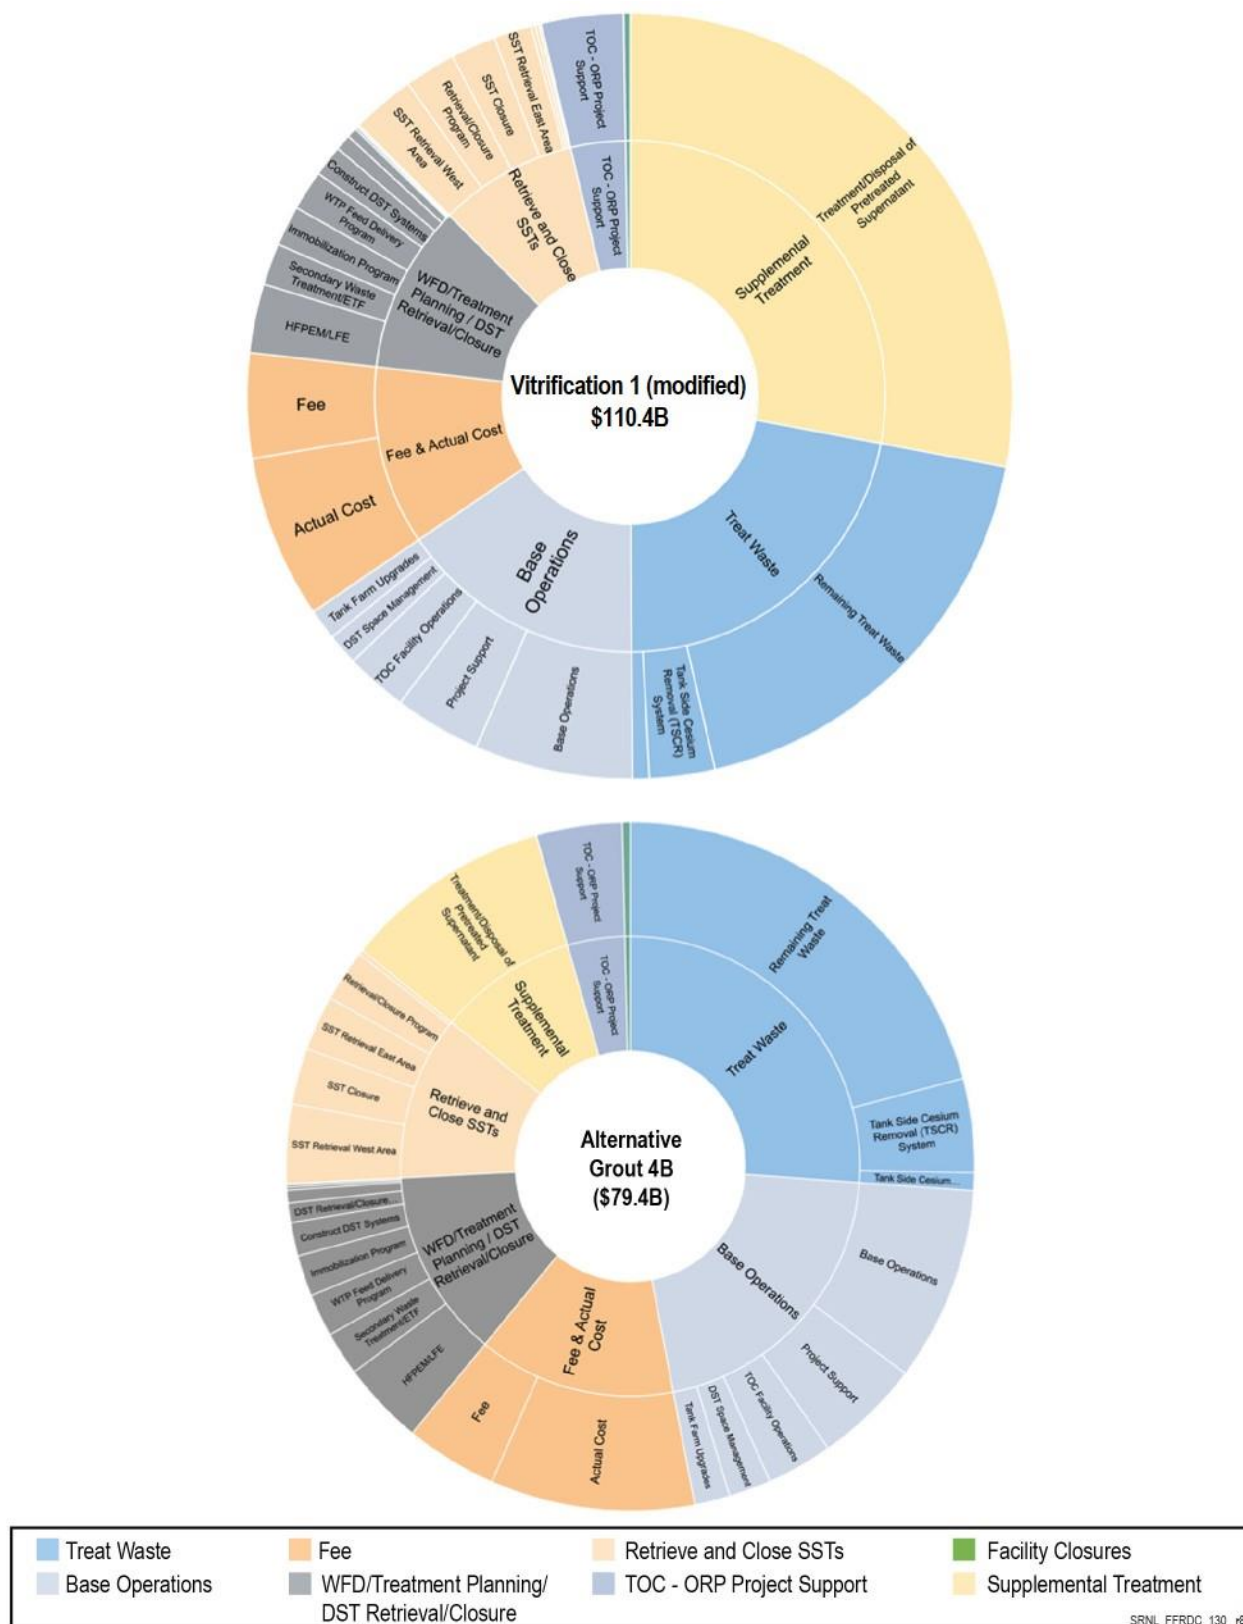 TOC - ORP Project
Support
TOC - ORP Project
Support
SST Retrieval East Area
SST Closure
Retrieval/Closure
Program
SST Retrieval West
Area
Retrieve and Close
SSTs
Construct DST Systems
WTP Feed Delivery
Program
Immobilization Program
Secondary Waste
Treatment/ETF
HFPEM/LFE
WFD/Treatment
Planning / DST
Retrieval/Closure
Treatment/Disposal of
Pretreated
Supernatant
Supplemental
Treatment
Vitrification 1 (modified)
$110.4B
Fee
Fee & Actual Cost
Actual Cost
Treat Waste
Remaining Treat Waste
Tank Side Cesium
Removal (TSCR)
System
Base
Operations
Tank Farm Upgrades
DST Space Management
TOC Facility Operations
Project Support
Base Operations
TOC - ORP Project
Support
TOC - ORP Project
Support
Treatment/Disposal of
Pretreated
Supernatant
Supplemental
Treatment
Remaining Treat
Waste
Treat Waste
Tank Side Cesium
Removal (TSCR)
System
Tank Side Cesium...
Retrieval/Closure Program
SST Retrieval East Area
SST Closure
SST Retrieval West Area
Retrieve and
Close SSTs
Alternative
Grout 4B
($79.4B)
DST Retrieval/Closure...
Construct DST Systems
Immobilization Program
WTP Feed Delivery
Program
Secondary Waste
Treatment/ETF
HFPEM/LFE
WFD/Treatment
Planning / DST
Retrieval/Closure
Base Operations
Base Operations
Project Support
TOC Facility Operations
DST Space Management
Tank Farm Upgrades
Fee & Actual
Cost
Fee
Actual Cost
Treat Waste
Fee
Retrieve and Close SSTs
Facility Closures
Base Operations
WFD/Treatment Planning/
DST Retrieval/Closure
TOC - ORP Project Support
Supplemental Treatment